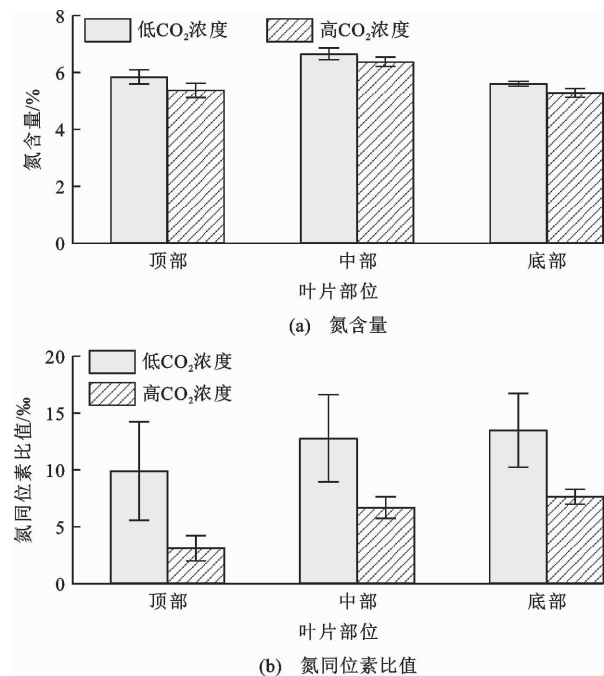 8
6
4
2
0
氮含量/%
低CO₂浓度
高CO₂浓度
顶部 中部 底部
叶片部位
(a) 氮含量
20
15
10
5
0
氮同位素比值/‰
低CO₂浓度
高CO₂浓度
顶部 中部 底部
叶片部位
(b) 氮同位素比值